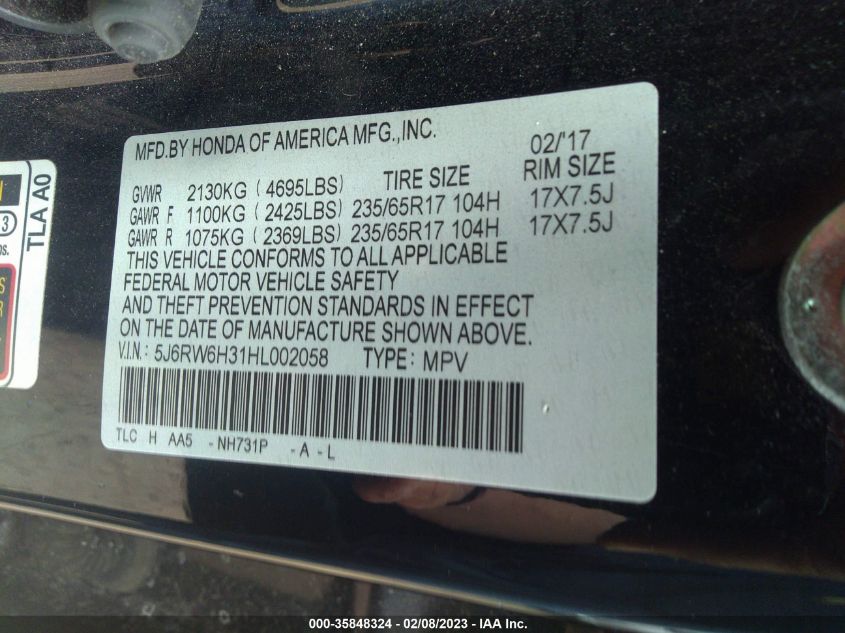 MFD.BY HONDA OF AMERICA MFG.,INC. 02/'17
GVWR 2130KG ( 4695LBS) TIRE SIZE RIM SIZE
GAWR F 1100KG ( 2425LBS) 235/65R17 104H 17X7.5J
GAWR R 1075KG ( 2369LBS) 235/65R17 104H 17X7.5J
THIS VEHICLE CONFORMS TO ALL APPLICABLE
FEDERAL MOTOR VEHICLE SAFETY
AND THEFT PREVENTION STANDARDS IN EFFECT
ON THE DATE OF MANUFACTURE SHOWN ABOVE.
V.I.N.: 5J6RW6H31HL002058 TYPE: MPV
TLC H AA5 - NH731P - A - L
TLA A0
3
000-35848324 - 02/08/2023 - IAA Inc.